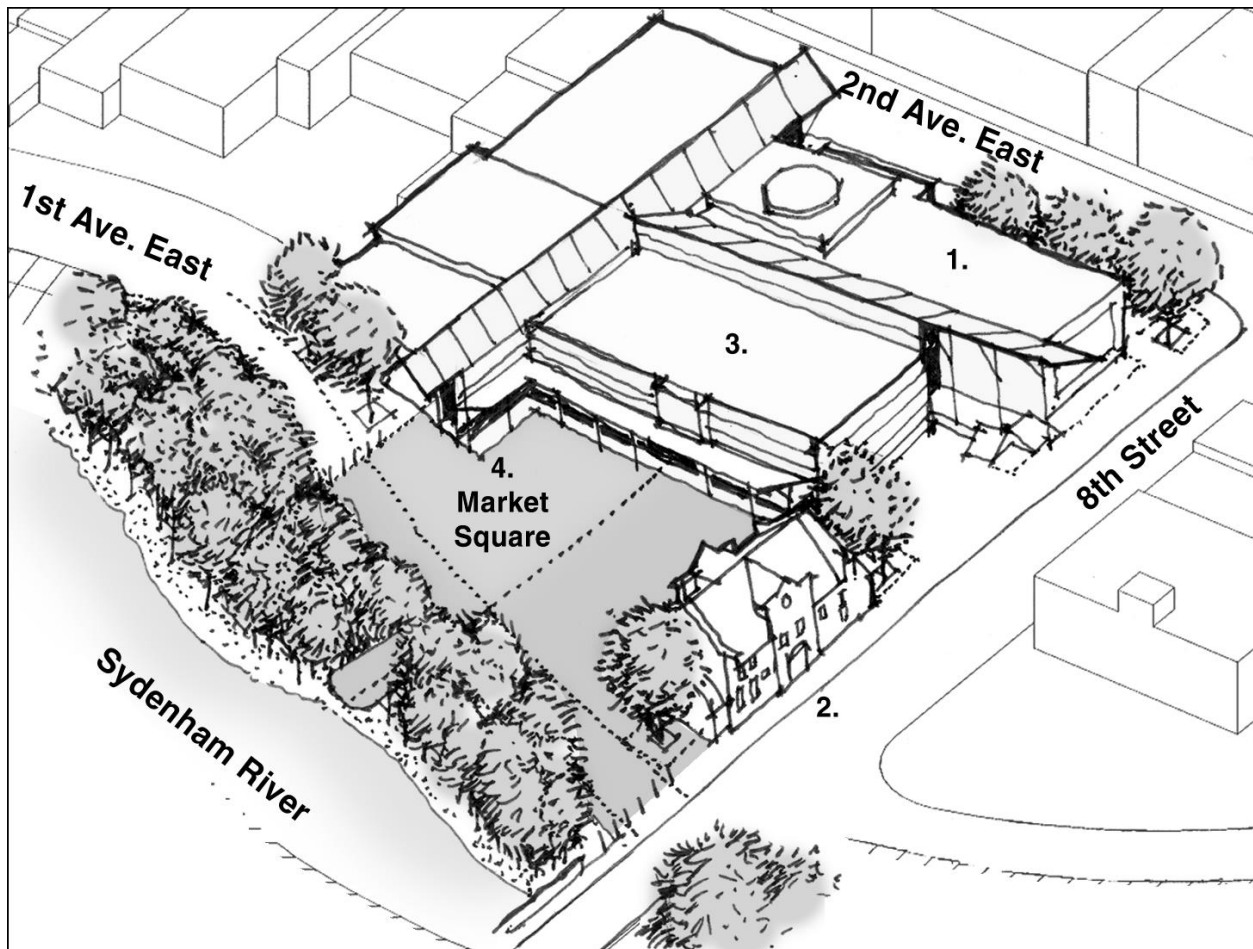 2nd Ave. East
1st Ave. East
1.
3.
8th Street
4.
Market
Square
2.
Sydenham River